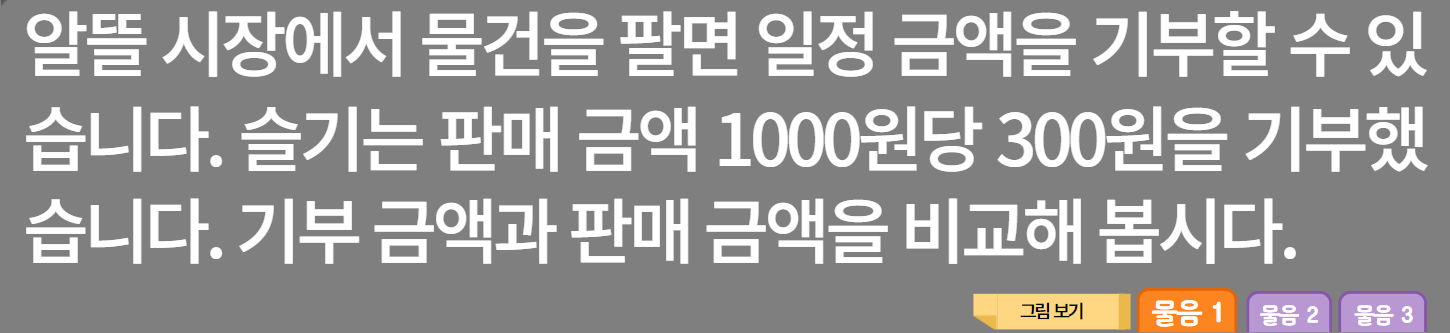 알뜰 시장에서 물건을 팔면 일정 금액을 기부할 수 있
습니다. 슬기는 판매 금액 1000원당 300원을 기부했
습니다. 기부 금액과 판매 금액을 비교해 봅시다.
그림 보기 물음 1 물음 2 물음 3